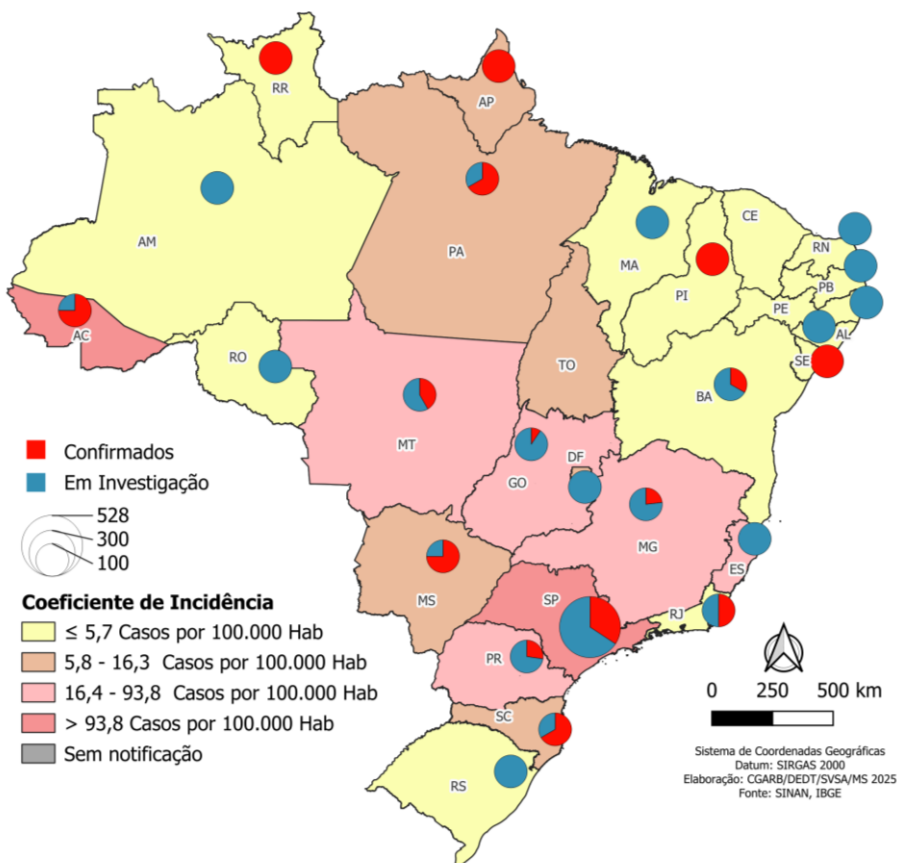 RR
AP
AM
PA
MA
CE
RN
PI
PB
PE
AL
SE
AC
RO
TO
BA
MT
DF
GO
MG
ES
MS
SP
RJ
PR
SC
RS
Confirmados
Em Investigação
528
300
100
Coeficiente de Incidência
≤ 5,7 Casos por 100.000 Hab
5,8 - 16,3 Casos por 100.000 Hab
16,4 - 93,8 Casos por 100.000 Hab
> 93,8 Casos por 100.000 Hab
Sem notificação
0 250 500 km
Sistema de Coordenadas Geográficas
Datum: SIRGAS 2000
Elaboração: CGARB/DEDT/SVSA/MS 2025
Fonte: SINAN, IBGE